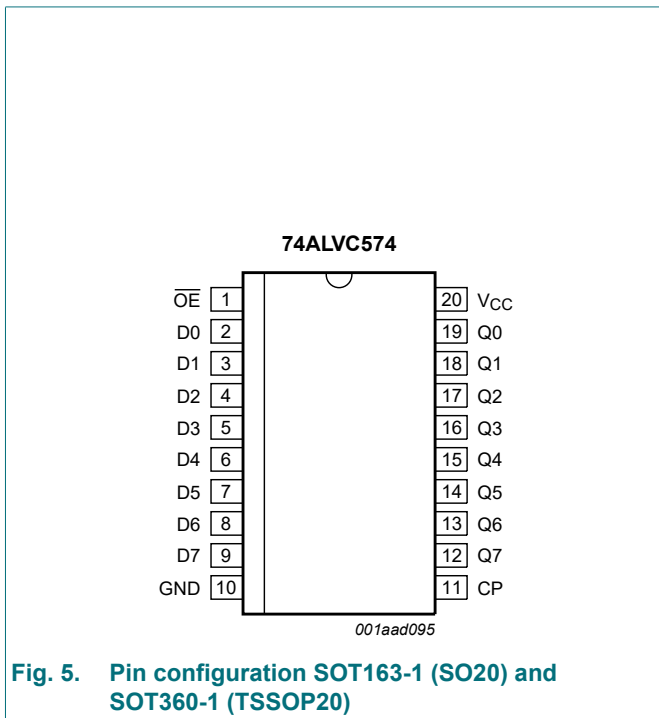 74ALVC574
OE 1 20 VCC
D0 2 19 Q0
D1 3 18 Q1
D2 4 17 Q2
D3 5 16 Q3
D4 6 15 Q4
D5 7 14 Q5
D6 8 13 Q6
D7 9 12 Q7
GND 10 11 CP
001aad095
Fig. 5. Pin configuration SOT163-1 (SO20) and
SOT360-1 (TSSOP20)